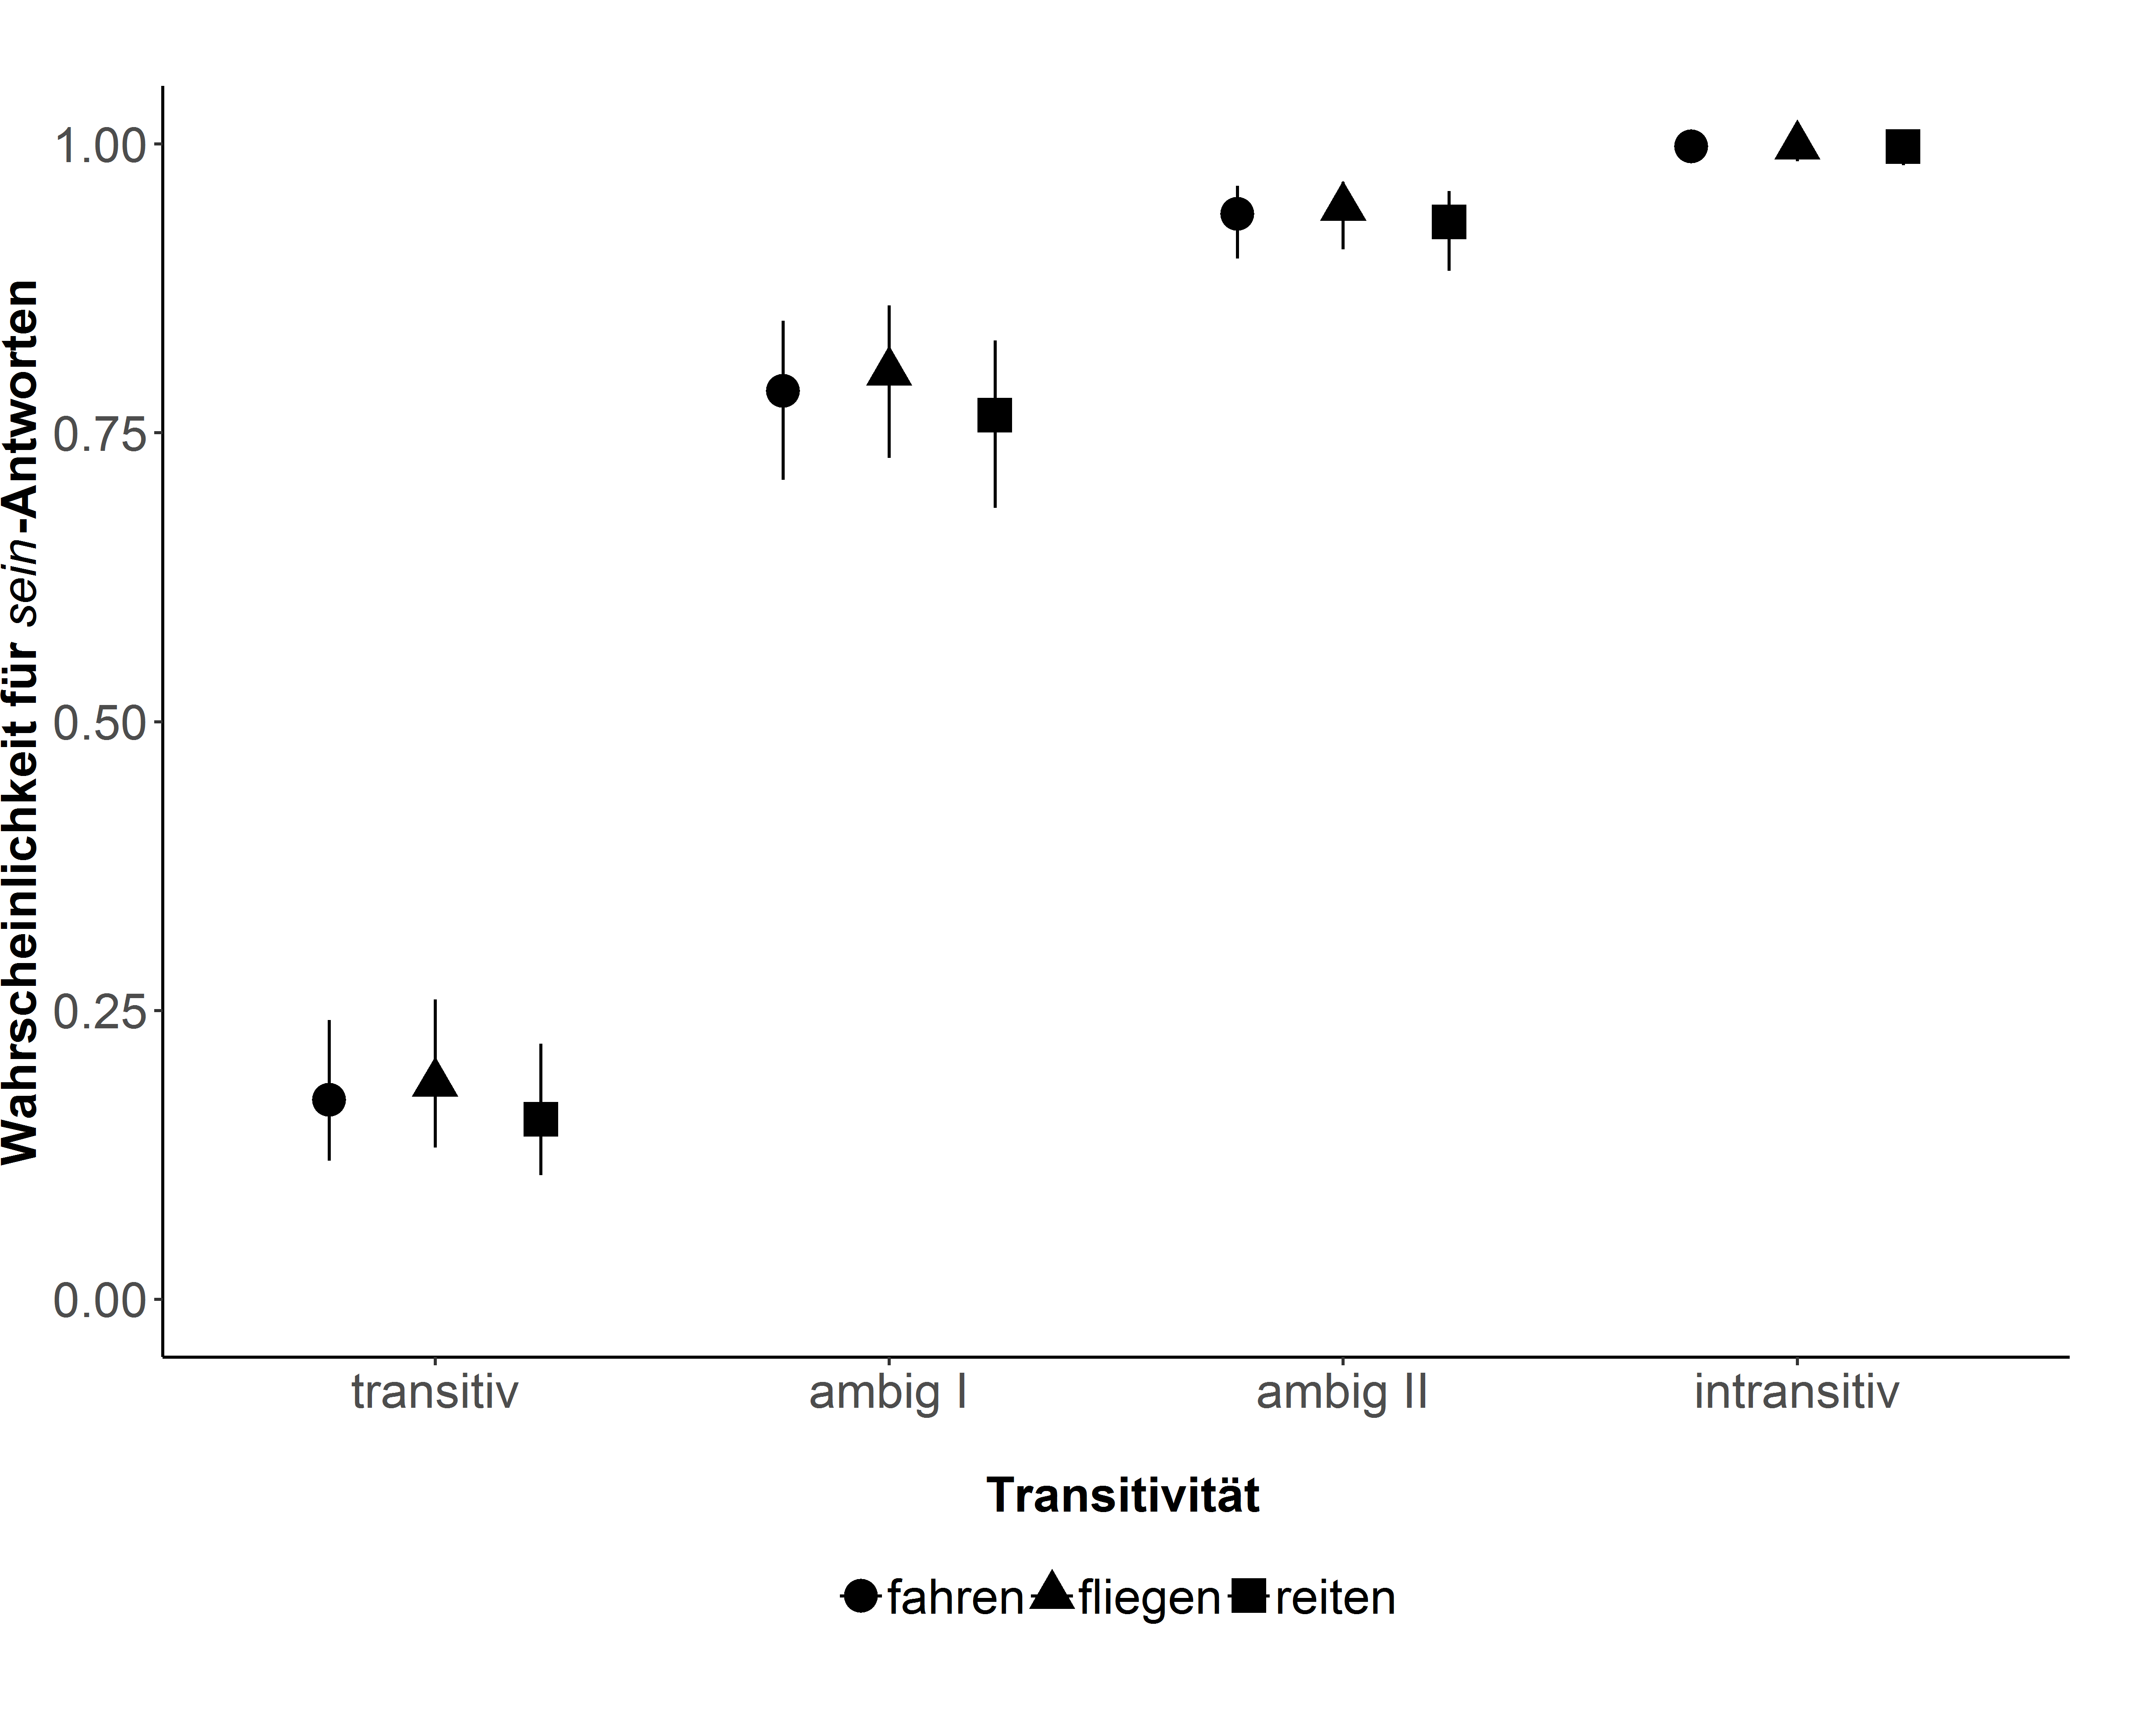 Wahrscheinlichkeit für sein-Antworten
1.00
0.75
0.50
0.25
0.00
transitiv ambig I ambig II intransitiv
Transitivität
fahren fliegen reiten